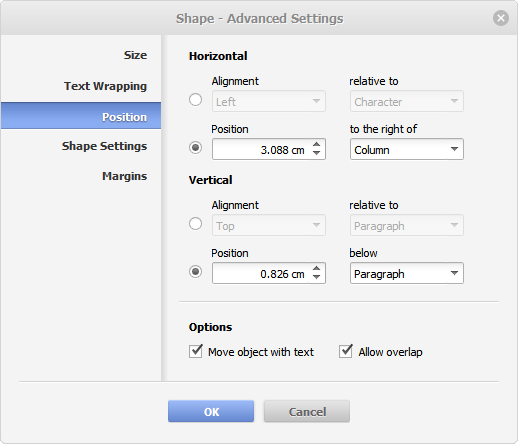 Shape - Advanced Settings
Size
Text Wrapping
Position
Shape Settings
Margins
Horizontal
Alignment relative to
Left Character
Position to the right of
3.088 cm Column
Vertical
Alignment relative to
Top Paragraph
Position below
0.826 cm Paragraph
Options
Move object with text Allow overlap
OK Cancel